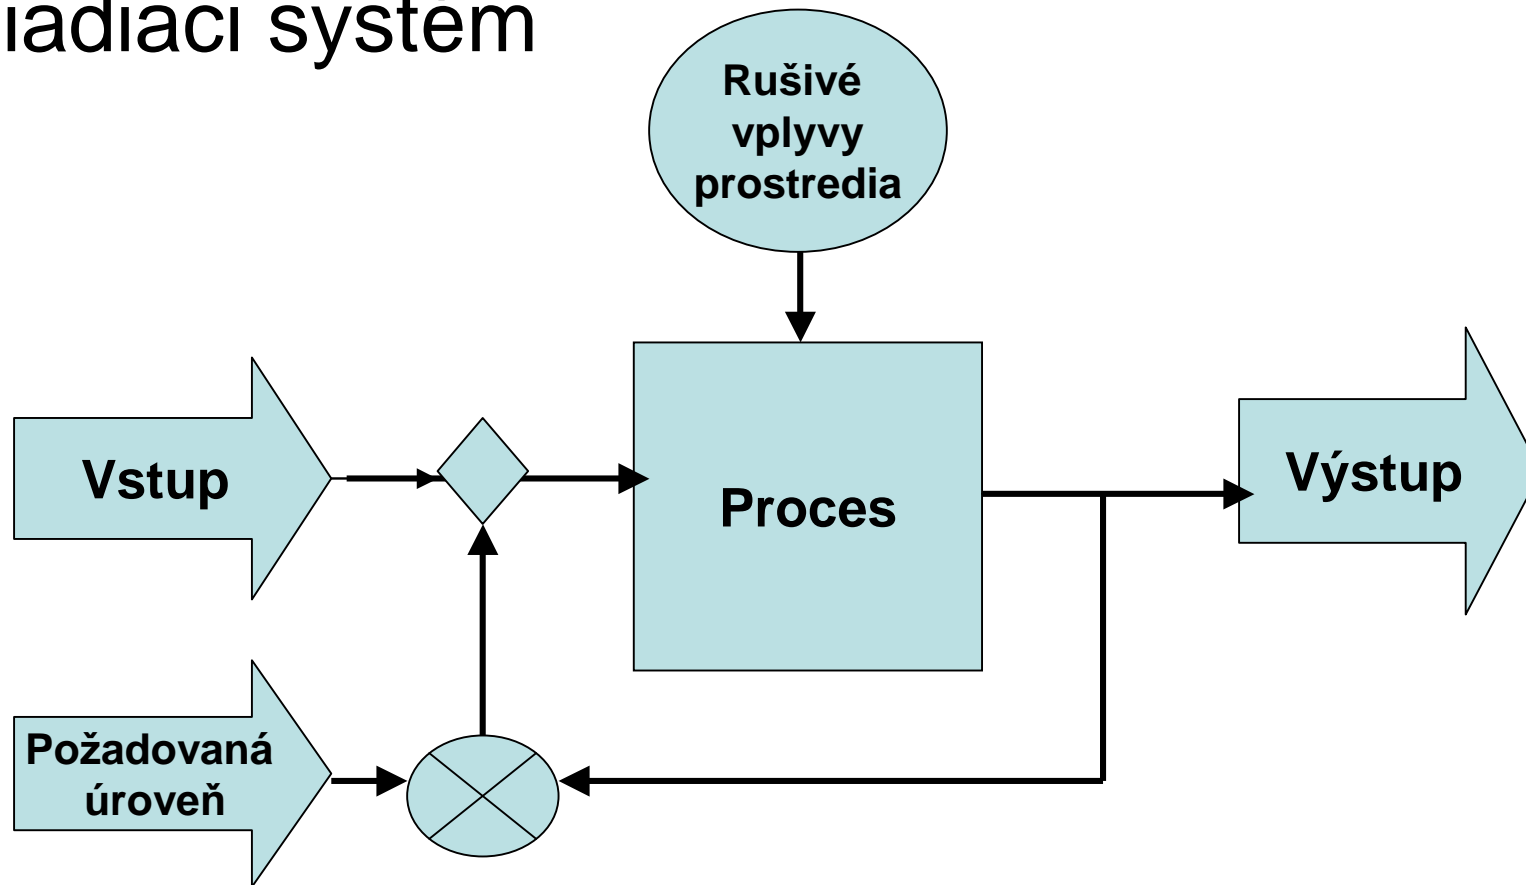 iadiaci systém
Rušivé
vplyvy
prostredia
Vstup
Proces
Výstup
Požadovaná
úroveň